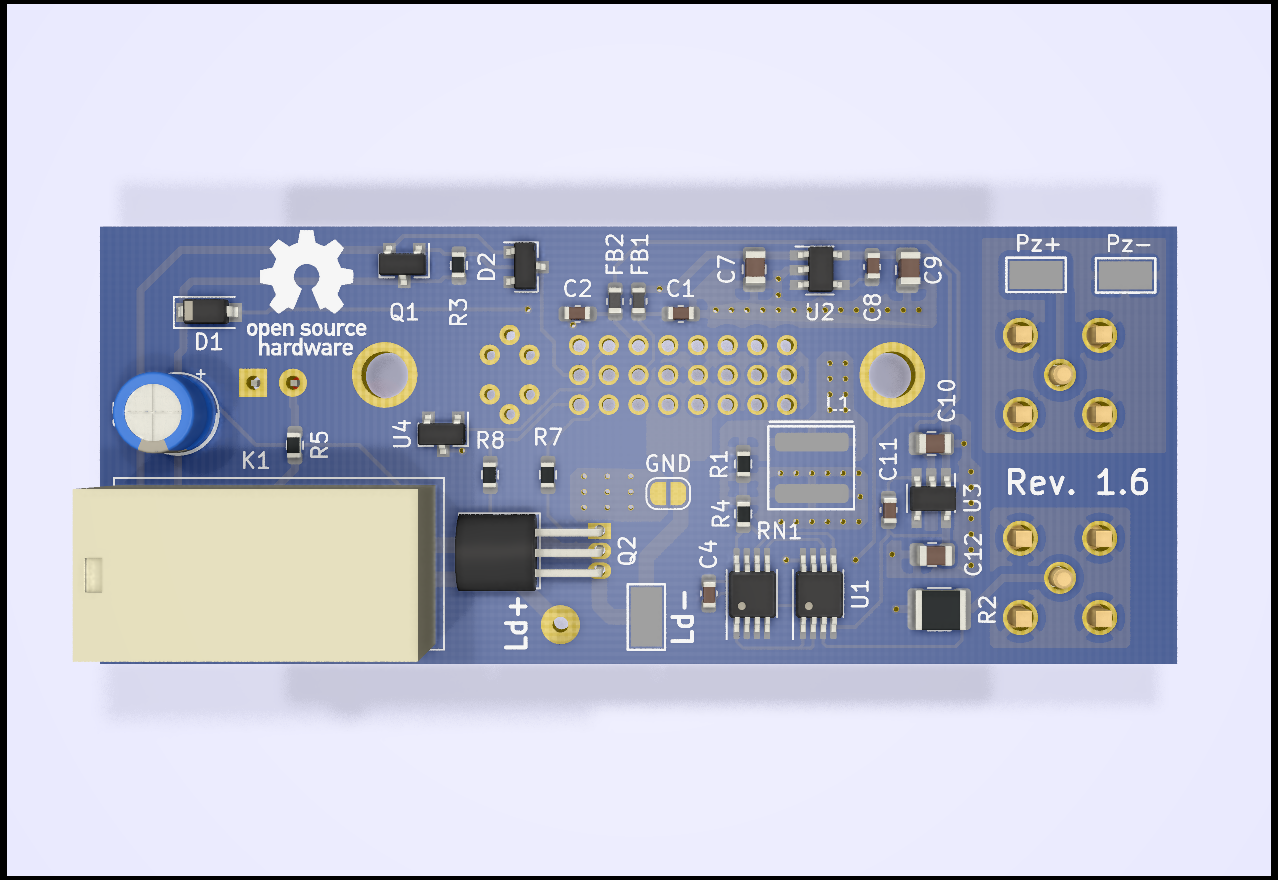 Pz+
Pz-
FB2
FB1
D2
C7
C9
Q1
R3
C2
C1
U2
C8
D1
open source
hardware
+
L1
C10
U4
R8
R7
K1
R5
GND
R1
C11
Rev. 1.6
U3
R4
RN1
Q2
C4
C12
U1
R2
Ld+
Ld-